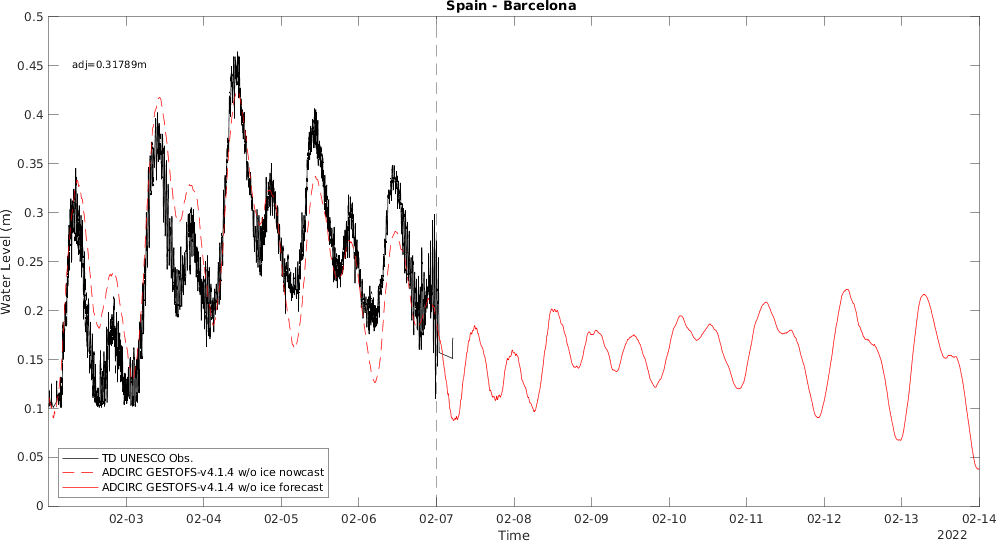 Spain - Barcelona
adj=0.31789m
0.5
0.45
0.4
0.35
0.3
0.25
0.2
0.15
0.1
0.05
0
Water Level (m)
TD UNESCO Obs.
ADCIRC GESTOFS-v4.1.4 w/o ice nowcast
ADCIRC GESTOFS-v4.1.4 w/o ice forecast
02-03 02-04 02-05 02-06 02-07 02-08 02-09 02-10 02-11 02-12 02-13 02-14
Time
2022